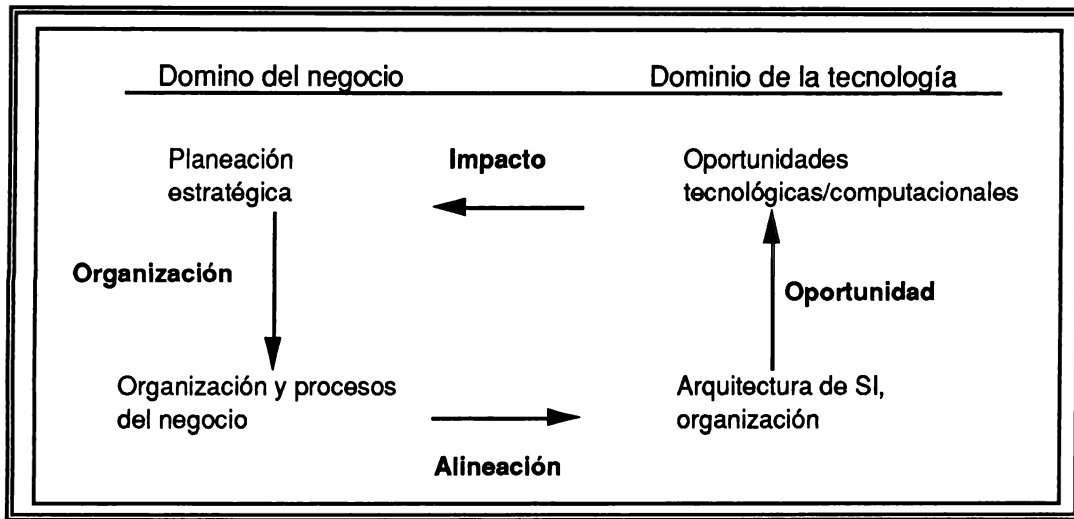 Domino del negocio
Dominio de la tecnología
Planeación
estratégica
Impacto
Oportunidades
tecnológicas/computacionales
Organización
Oportunidad
Organización y procesos
del negocio
Arquitectura de SI,
organización
Alineación